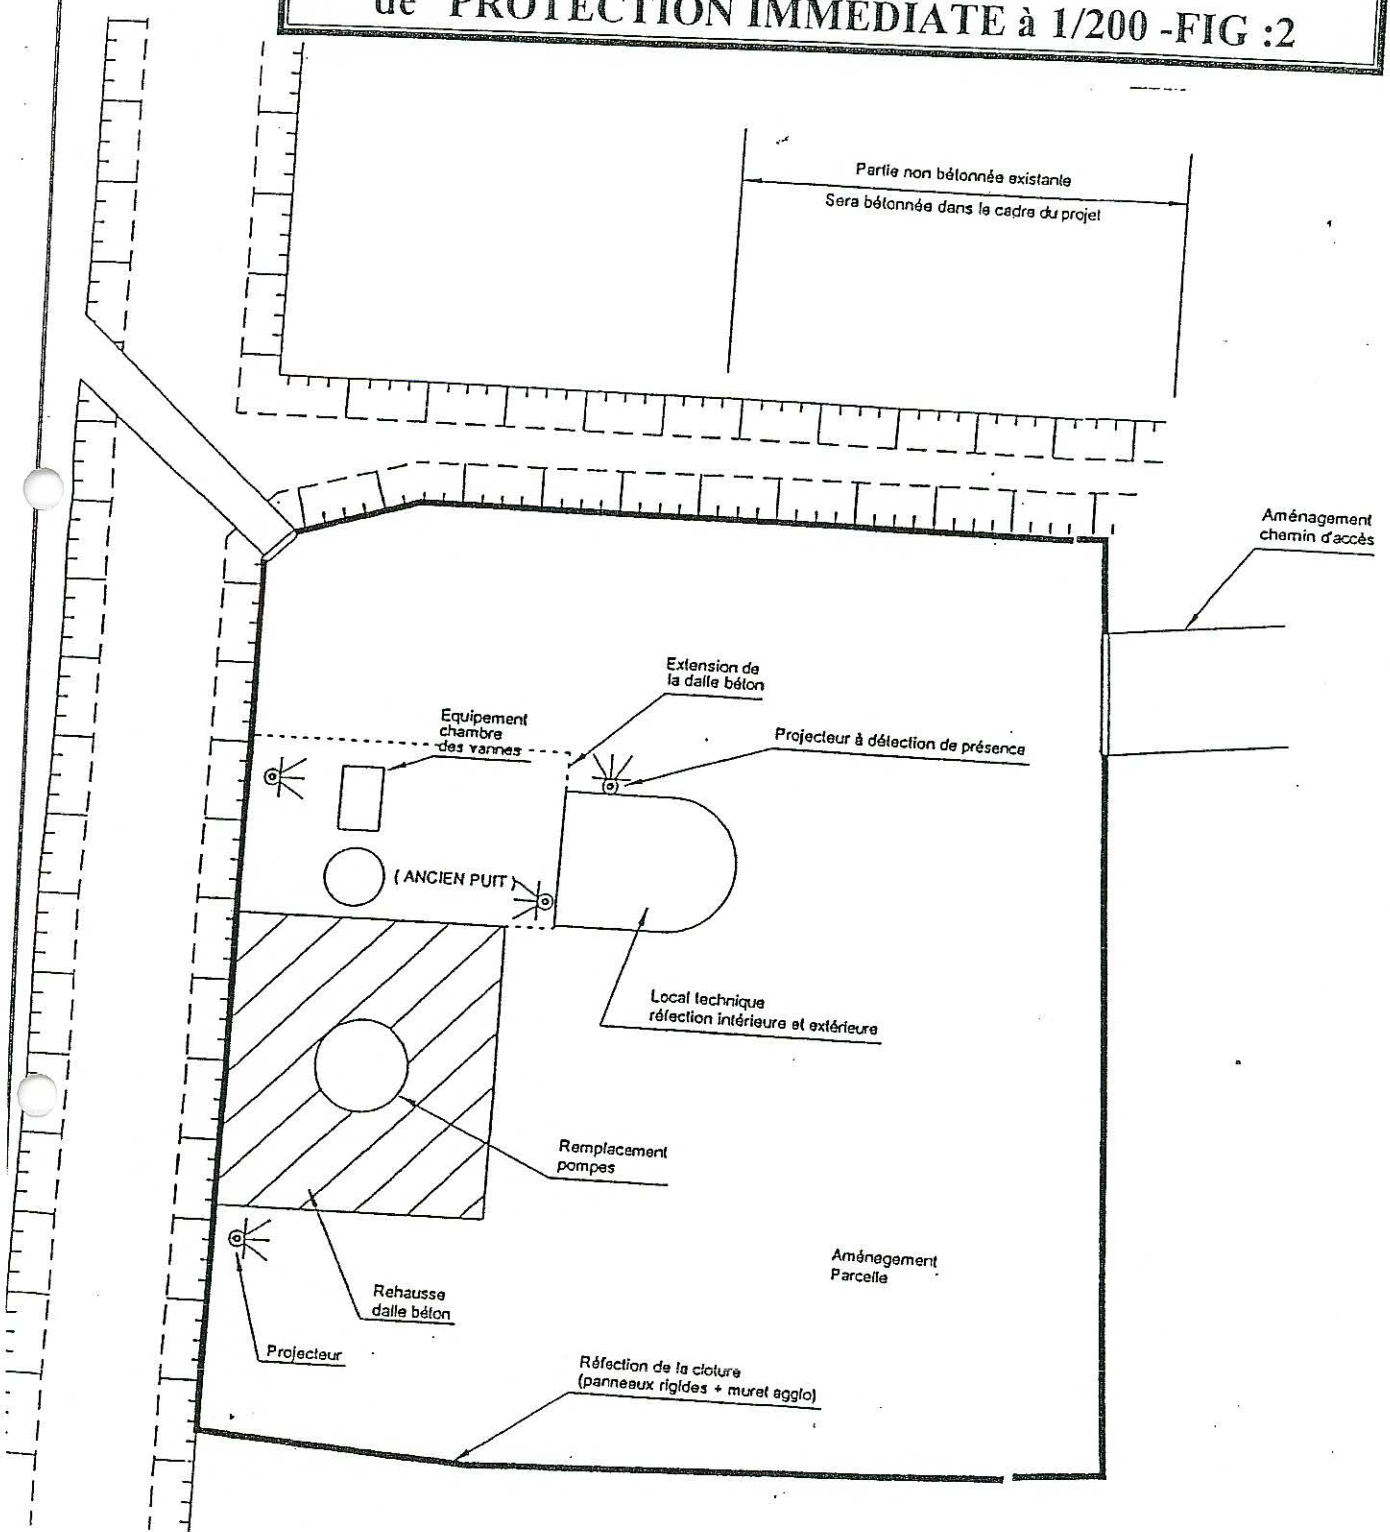 de PROTECTION IMMEDIATE à 1/200 -FIG :2
Partie non bétonnée existante
Sera bétonnée dans le cadre du projet
Aménagement
chemin d'accès
Extension de
la dalle béton
Equipement
chambre
des vannes
Projecteur à détection de présence
( ANCIEN PUIT )
Local technique
réfection intérieure et extérieure
Remplacement
pompes
Aménagement
Parcelle
Rehausse
dalle béton
Projecteur
Réfection de la cloture
(panneaux rigides + muret agglo)